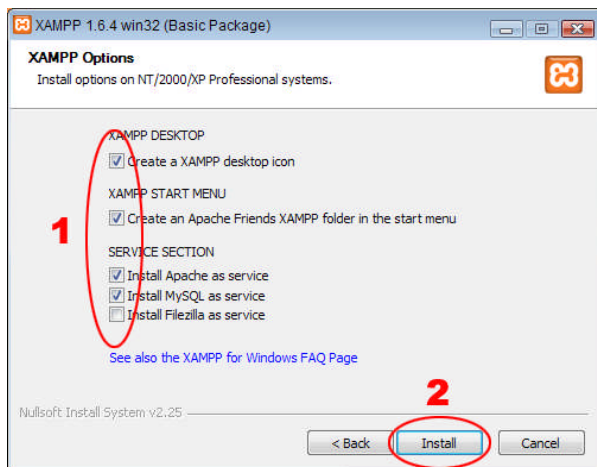 XAMPP 1.6.4 win32 (Basic Package)
XAMPP Options
Install options on NT/2000/XP Professional systems.
XAMPP DESKTOP
Create a XAMPP desktop icon
XAMPP START MENU
Create an Apache Friends XAMPP folder in the start menu
1
SERVICE SECTION
Install Apache as service
Install MySQL as service
Install Filezilla as service
See also the XAMPP for Windows FAQ Page
2
Nullsoft Install System v2.25
< Back Install Cancel